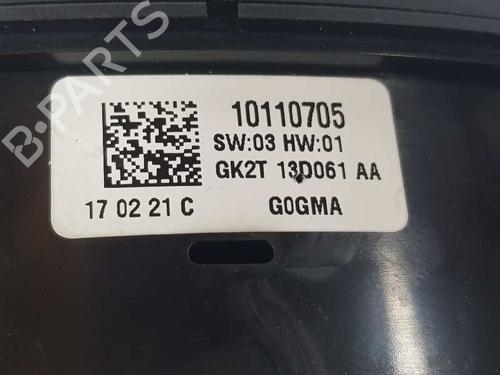 B-PARTS
10110705
SW:03 HW:01
GK2T 13D061 AA
17 02 21 C
G0GMA